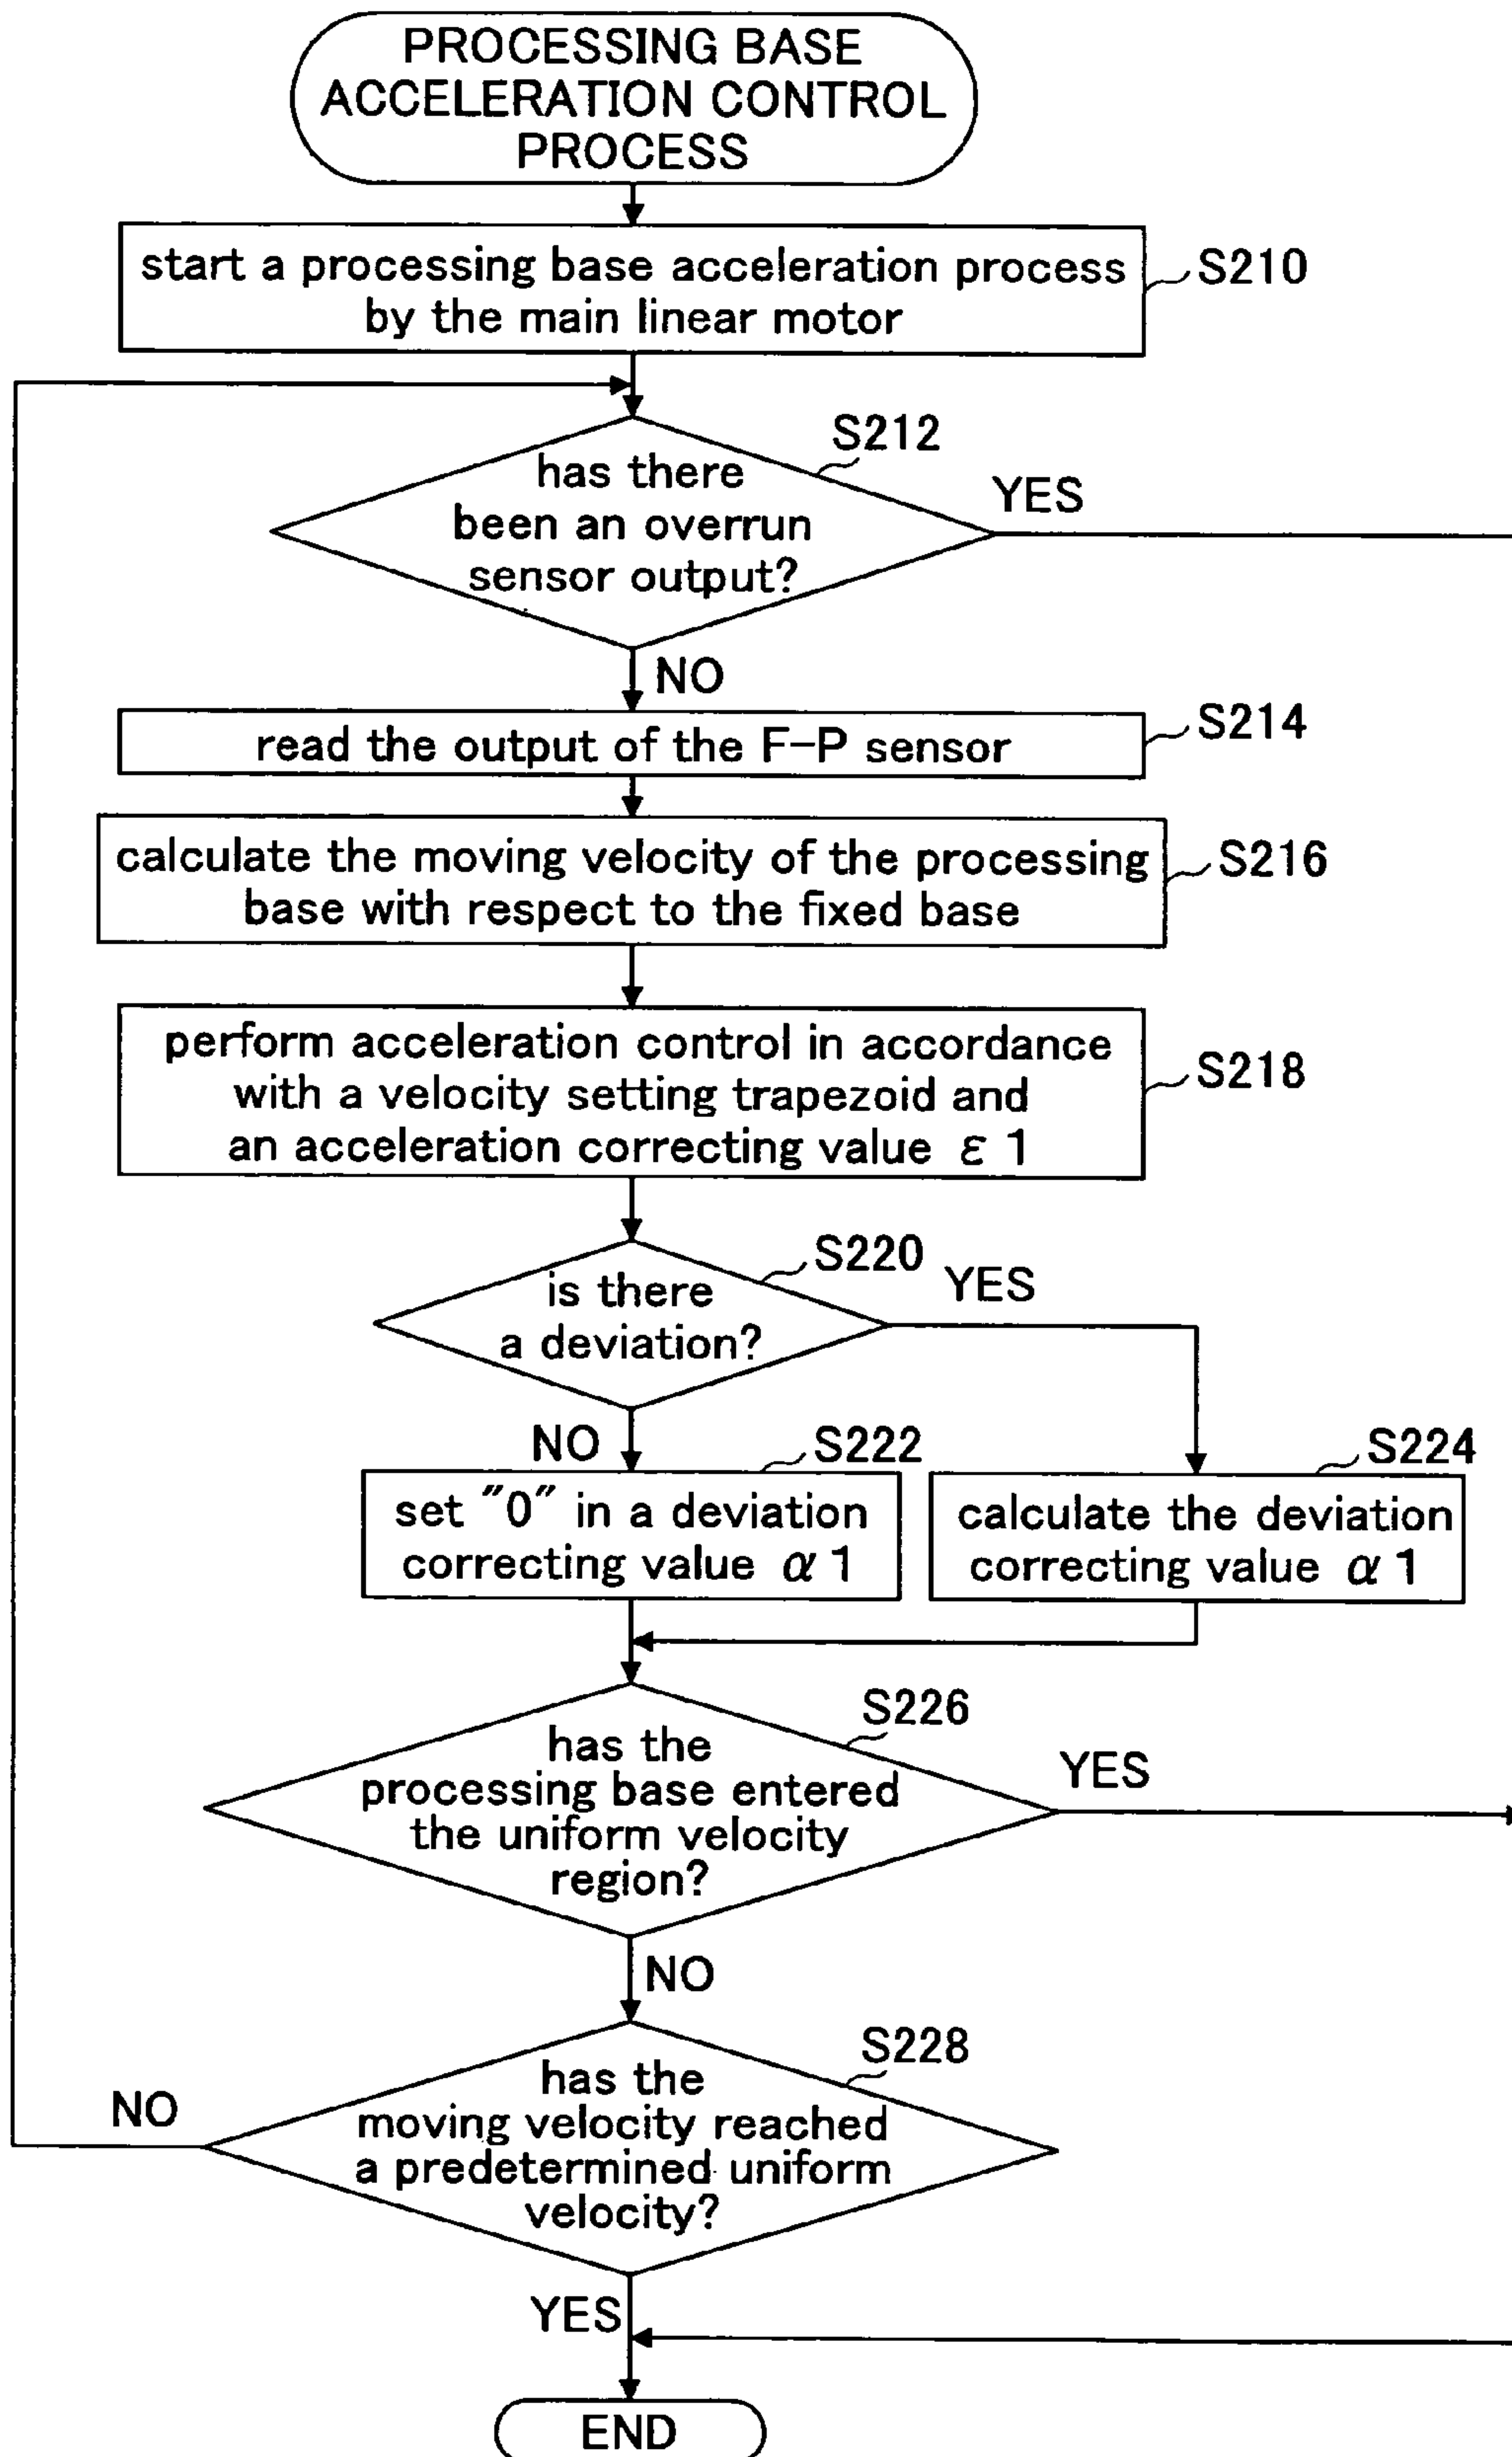 PROCESSING BASE
ACCELERATION CONTROL
PROCESS
start a processing base acceleration process
by the main linear motor
S210
S212
has there
been an overrun
sensor output?
YES
NO
read the output of the F-P sensor
S214
calculate the moving velocity of the processing
base with respect to the fixed base
S216
perform acceleration control in accordance
with a velocity setting trapezoid and
an acceleration correcting value ε 1
S218
S220
is there
a deviation?
YES
NO
S222
set "0" in a deviation
correcting value α 1
S224
calculate the deviation
correcting value α 1
S226
has the
processing base entered
the uniform velocity
region?
YES
NO
S228
has the
moving velocity reached
a predetermined uniform
velocity?
NO
YES
END